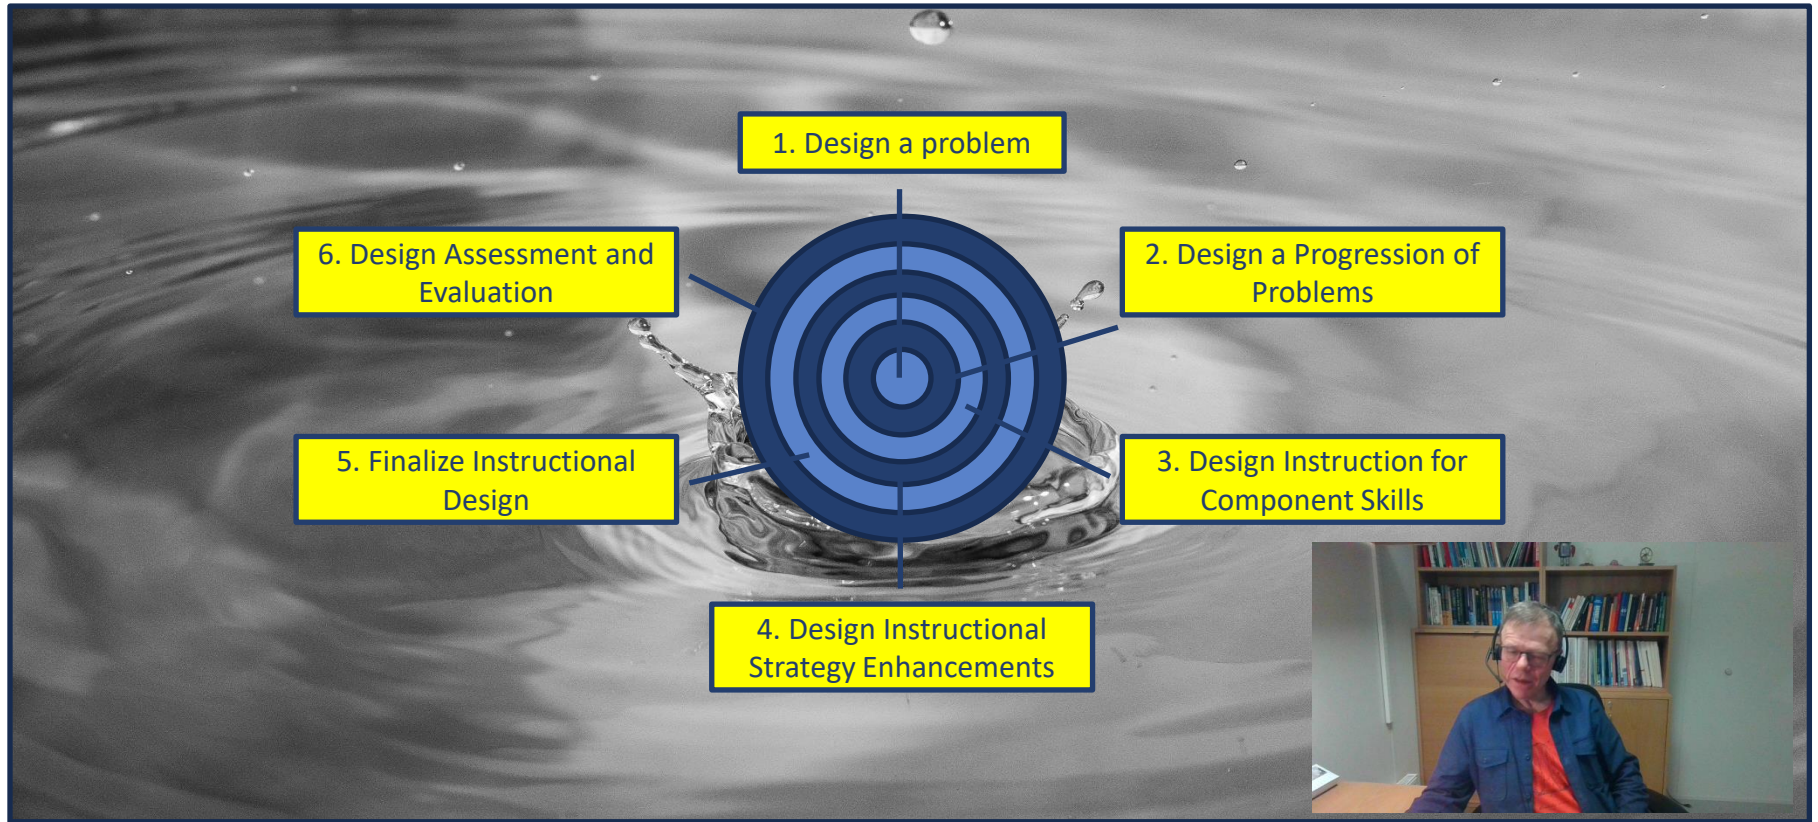 1. Design a problem
2. Design a Progression of
Problems
3. Design Instruction for
Component Skills
4. Design Instructional
Strategy Enhancements
5. Finalize Instructional
Design
6. Design Assessment and
Evaluation